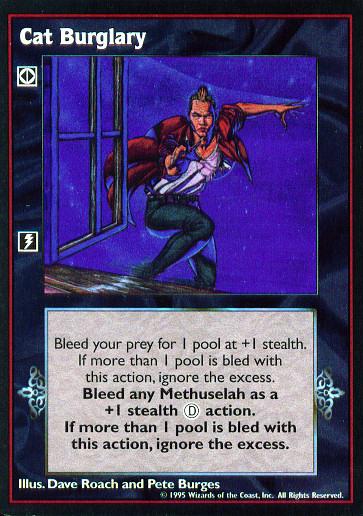 Cat Burglary
Bleed your prey for 1 pool at +1 stealth.
If more than 1 pool is bled with
this action, ignore the excess.
Bleed any Methuselah as a
+1 stealth Ⓓ action.
If more than 1 pool is bled with
this action, ignore the excess.
Illus. Dave Roach and Pete Burges
© 1995 Wizards of the Coast, Inc. All Rights Reserved.